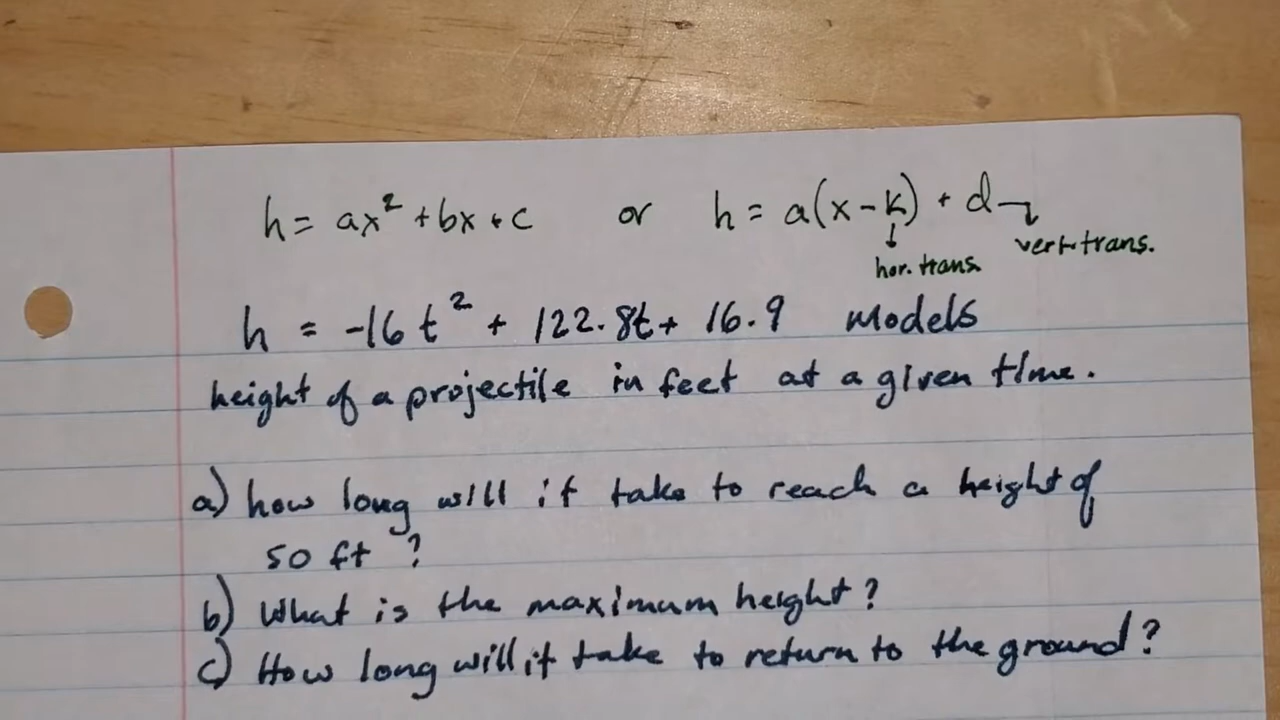 h = ax² + bx + c or h = a(x-k) + d
hor. trans. vert. trans.
h = -16t² + 122.8t + 16.9 models
height of a projectile in feet at a given time.
a) how long will it take to reach a height of
50 ft ?
b) What is the maximum height?
c) How long will it take to return to the ground?